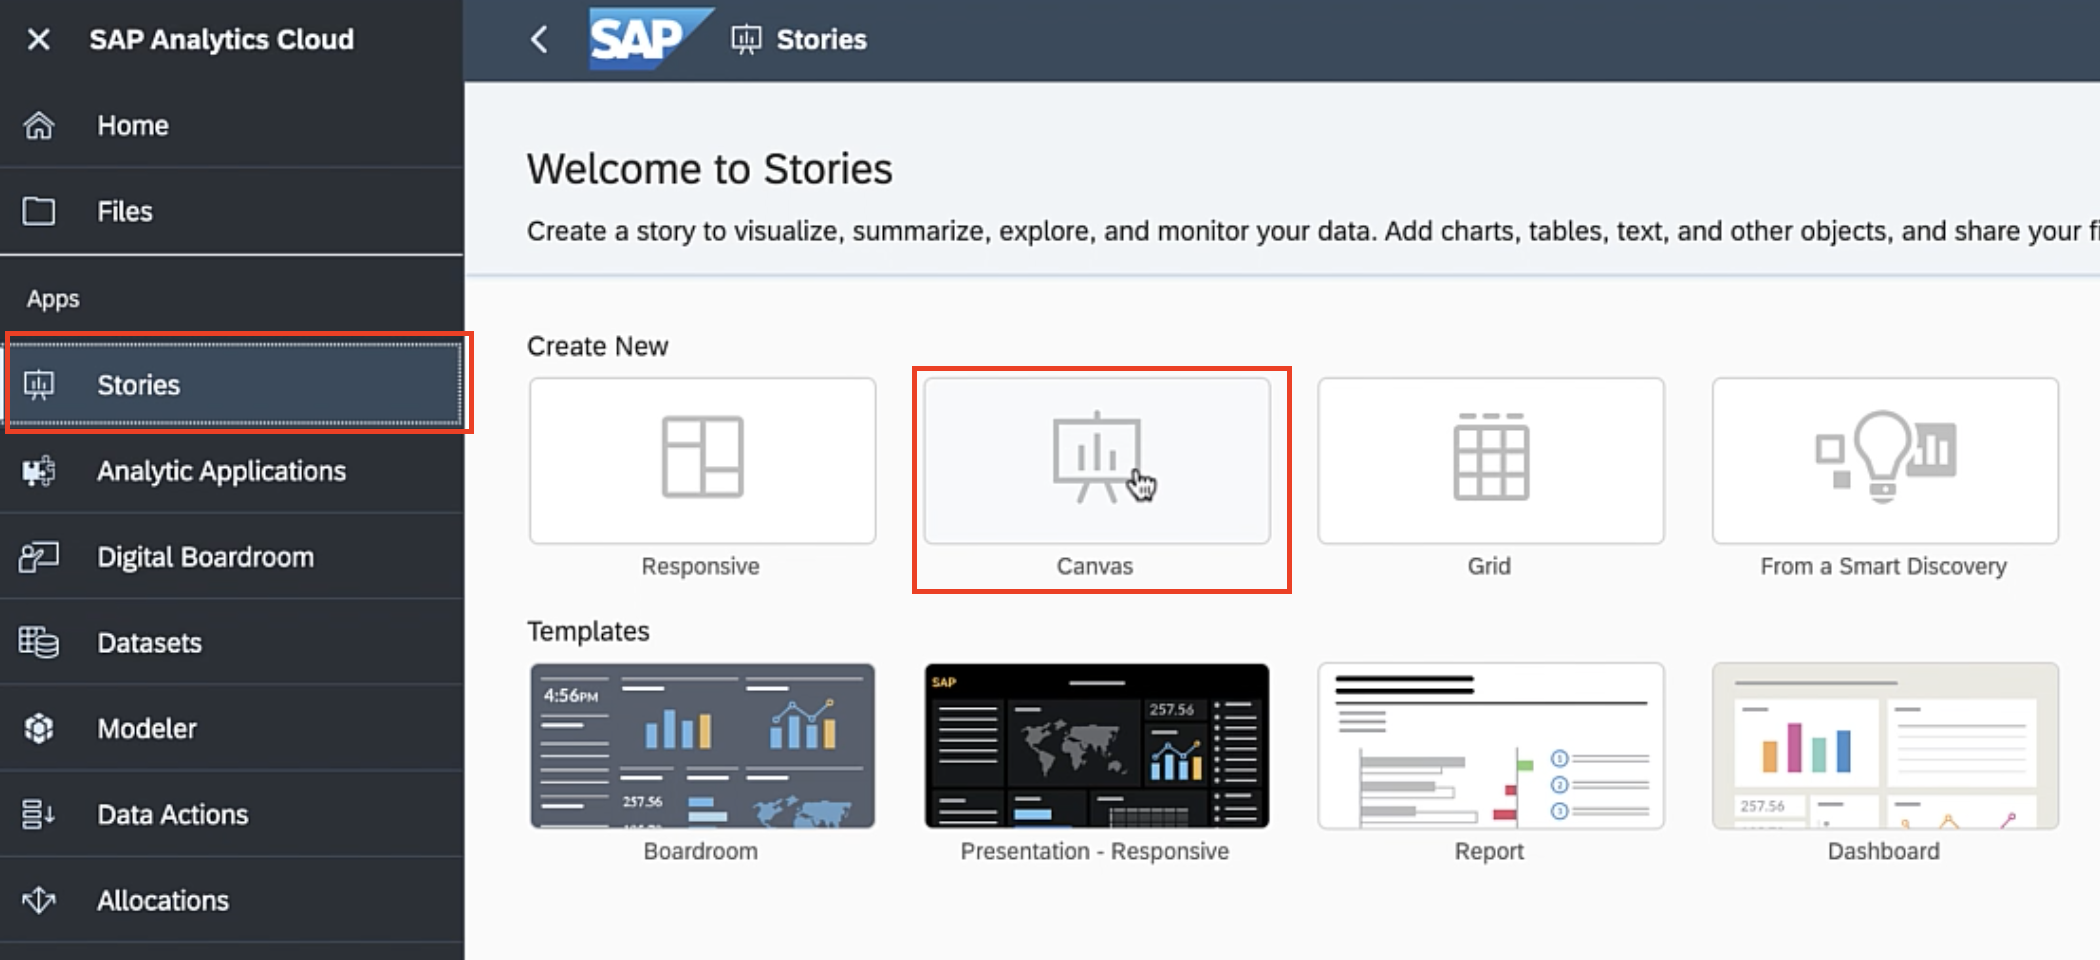 SAP Analytics Cloud
Home
Files
Apps
Stories
Analytic Applications
Digital Boardroom
Datasets
Modeler
Data Actions
Allocations
SAP Stories
Welcome to Stories
Create a story to visualize, summarize, explore, and monitor your data. Add charts, tables, text, and other objects, and share your fi
Create New
Responsive
Canvas
Grid
From a Smart Discovery
Templates
4:56PM
257.56
SAP
257.56
1
2
3
257.56
Boardroom
Presentation - Responsive
Report
Dashboard